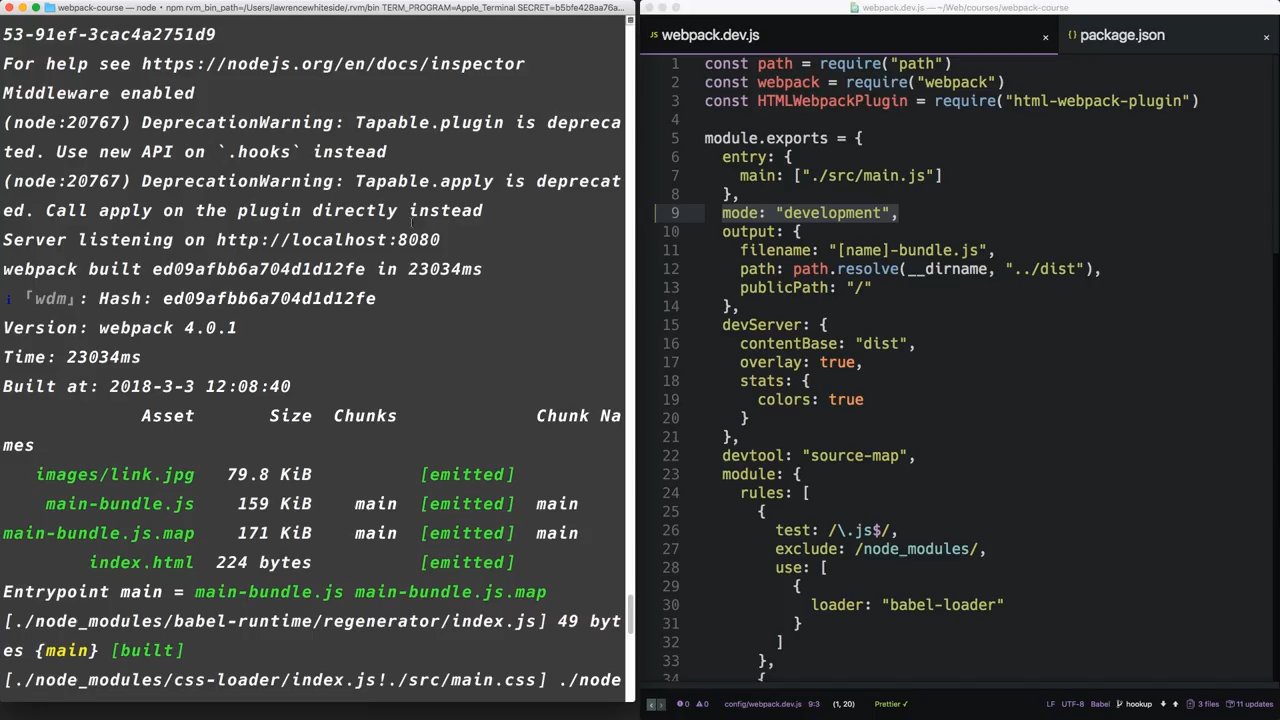 webpack-course — node • npm rvm_bin_path=/Users/lawrencewhiteside/.rvm/bin TERM_PROGRAM=Apple_Terminal SECRET=b5bfe428aa76a...
53-91ef-3cac4a2751d9
For help see https://nodejs.org/en/docs/inspector
Middleware enabled
(node:20767) DeprecationWarning: Tapable.plugin is depreca
ted. Use new API on `.hooks` instead
(node:20767) DeprecationWarning: Tapable.apply is deprecat
ed. Call apply on the plugin directly instead
Server listening on http://localhost:8080
webpack built ed09afbb6a704d1d12fe in 23034ms
i ｢wdm｣: Hash: ed09afbb6a704d1d12fe
Version: webpack 4.0.1
Time: 23034ms
Built at: 2018-3-3 12:08:40
Asset Size Chunks Chunk Na
mes
images/link.jpg 79.8 KiB [emitted]
main-bundle.js 159 KiB main [emitted] main
main-bundle.js.map 171 KiB main [emitted] main
index.html 224 bytes [emitted]
Entrypoint main = main-bundle.js main-bundle.js.map
[./node_modules/babel-runtime/regenerator/index.js] 49 byt
es {main} [built]
[./node_modules/css-loader/index.js!./src/main.css] ./node
webpack.dev.js — ~/Web/courses/webpack-course
JS webpack.dev.js ×
{} package.json ×
1 const path = require("path")
2 const webpack = require("webpack")
3 const HTMLWebpackPlugin = require("html-webpack-plugin")
4
5 module.exports = {
6 entry: {
7 main: ["./src/main.js"]
8 },
9 mode: "development",
10 output: {
11 filename: "[name]-bundle.js",
12 path: path.resolve(__dirname, "../dist"),
13 publicPath: "/"
14 },
15 devServer: {
16 contentBase: "dist",
17 overlay: true,
18 stats: {
19 colors: true
20 }
21 },
22 devtool: "source-map",
23 module: {
24 rules: [
25 {
26 test: /\.js$/,
27 exclude: /node_modules/,
28 use: [
29 {
30 loader: "babel-loader"
31 }
32 ]
33 },
34 {
0 0 config/webpack.dev.js 9:3 (1, 20) Prettier ✓ LF UTF-8 Babel hookup 3 files 11 updates